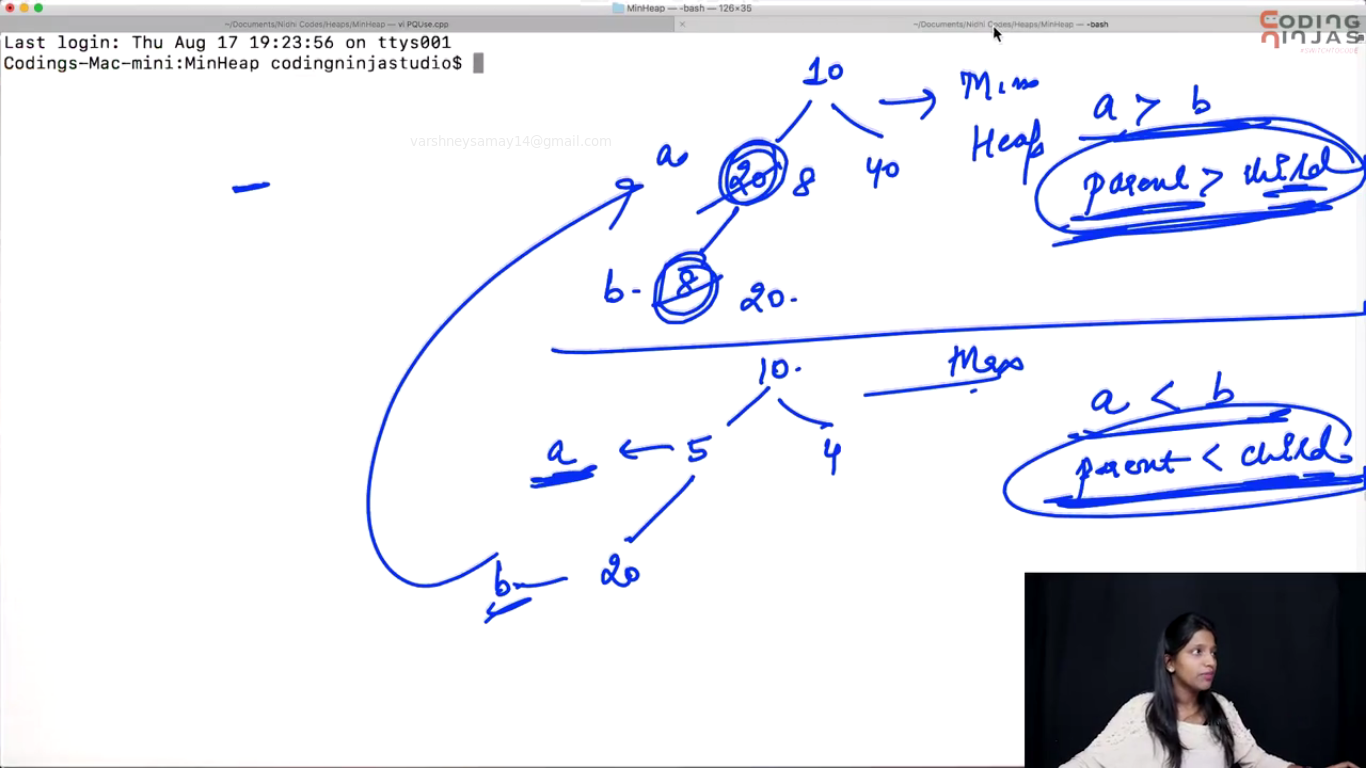 MinHeap — -bash — 126×35
~/Documents/Nidhi Codes/Heaps/MinHeap — vi PQUse.cpp
~/Documents/Nidhi Codes/Heaps/MinHeap — -bash
CODING
NINJAS
#SWITCHTOCODE
Last login: Thu Aug 17 19:23:56 on ttys001
Codings-Mac-mini:MinHeap codingninjastudio$
varshneysamay14@gmail.com
10
Min
Heap
a > b
a
20 8
40
parent > child
b - 8
20.
10.
Max
a < b
a ← 5
4
parent < child
b — 20